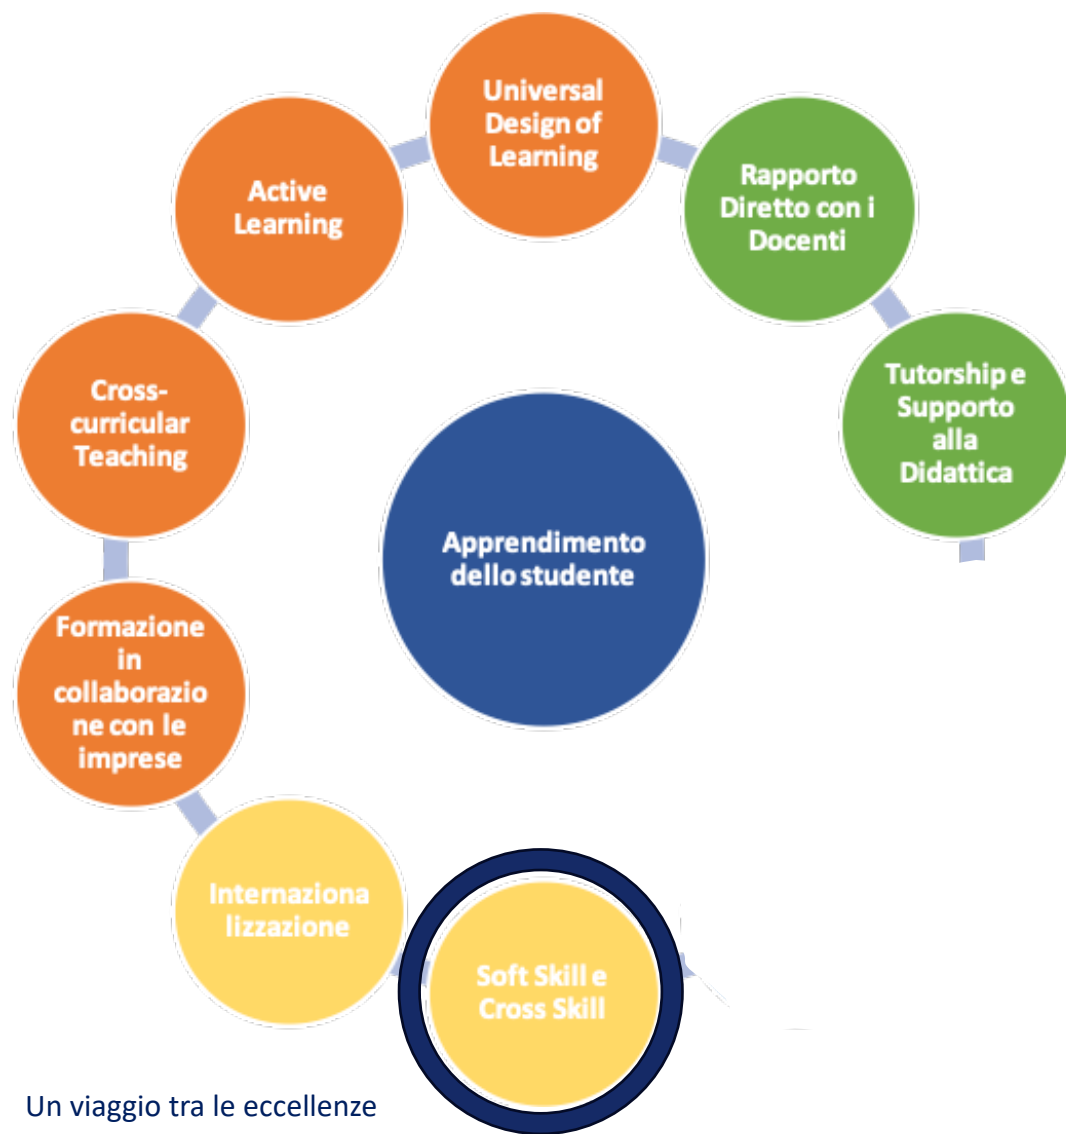 Universal
Design of
Learning
Rapporto
Diretto con i
Docenti
Tutorship e
Supporto
alla
Didattica
Active
Learning
Cross-
curricular
Teaching
Apprendimento
dello studente
Formazione
in
collaborazio
ne con le
imprese
Internaziona
lizzazione
Soft Skill e
Cross Skill
Un viaggio tra le eccellenze